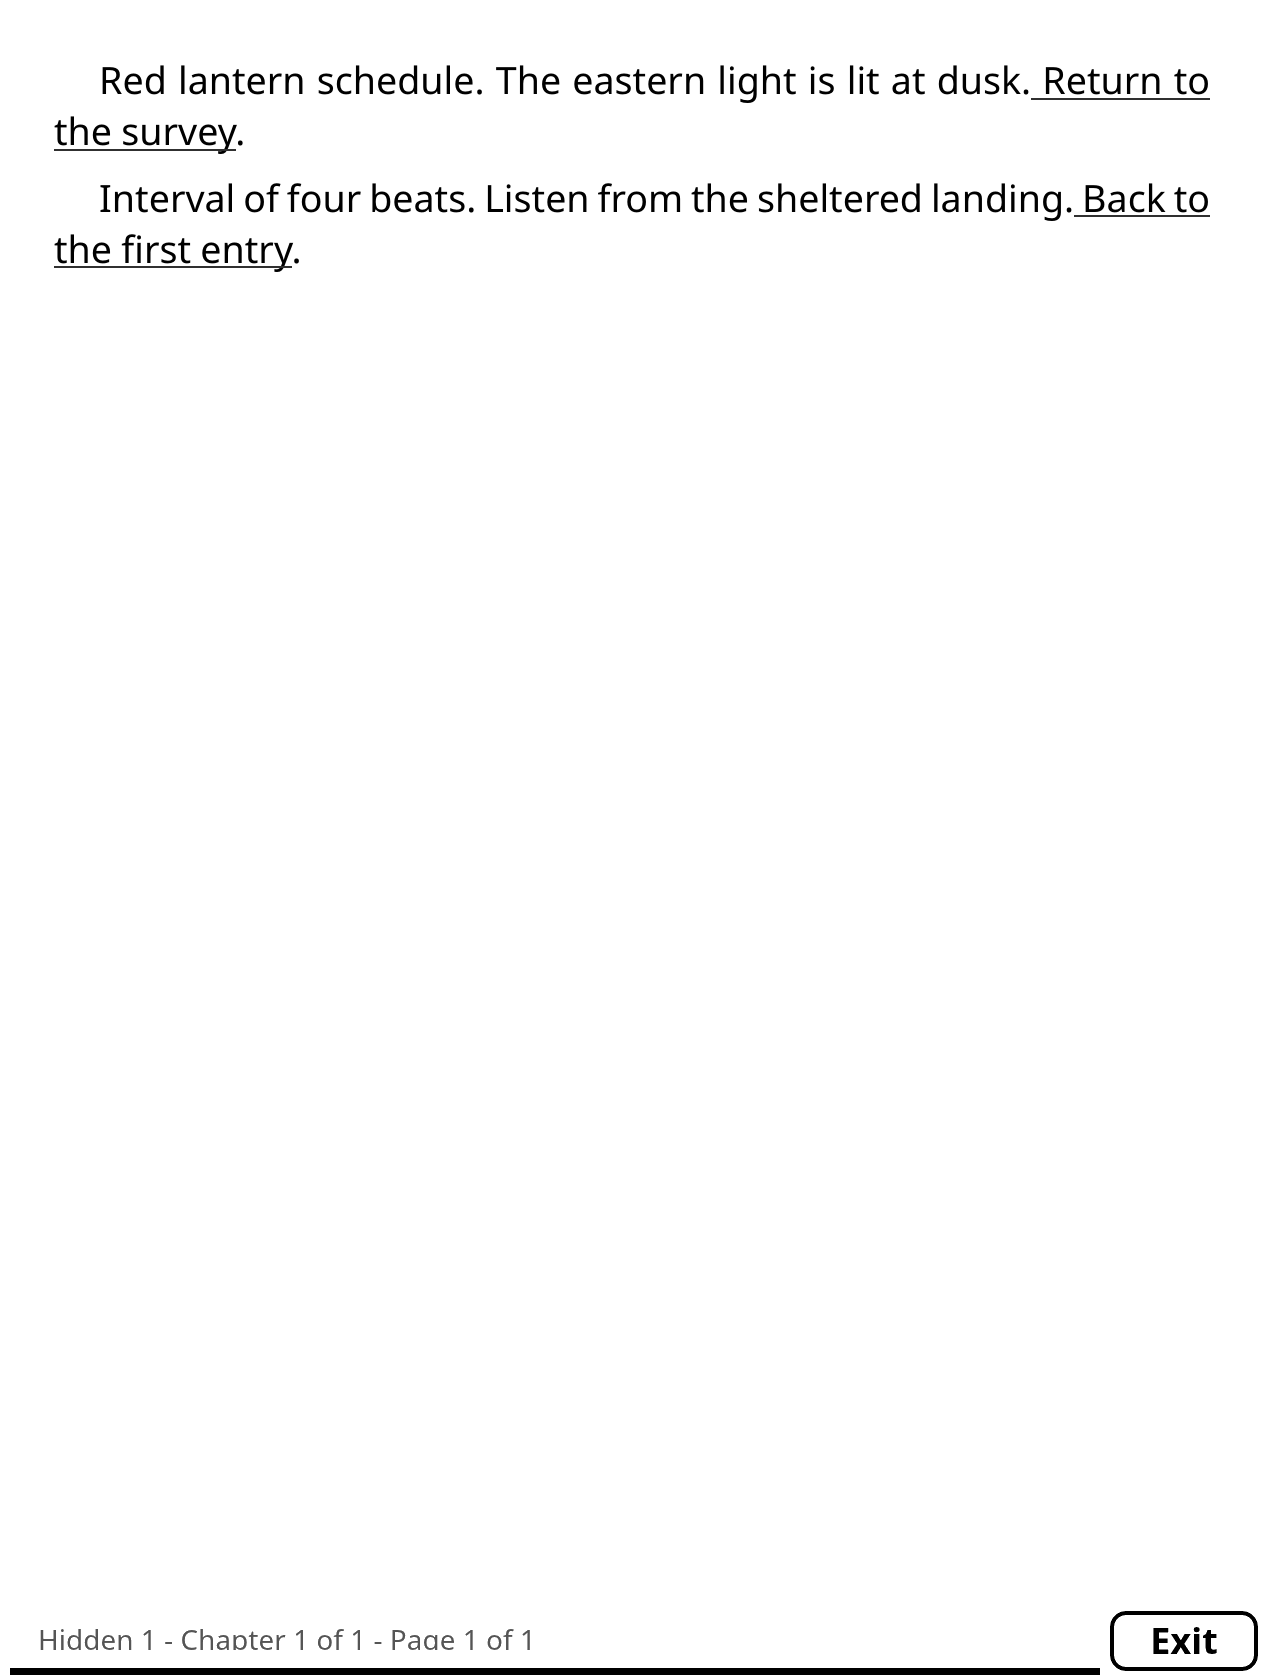 Red lantern schedule. The eastern light is lit at dusk. Return to
the survey.
Interval of four beats. Listen from the sheltered landing. Back to
the first entry.
Hidden 1 - Chapter 1 of 1 - Page 1 of 1
Exit